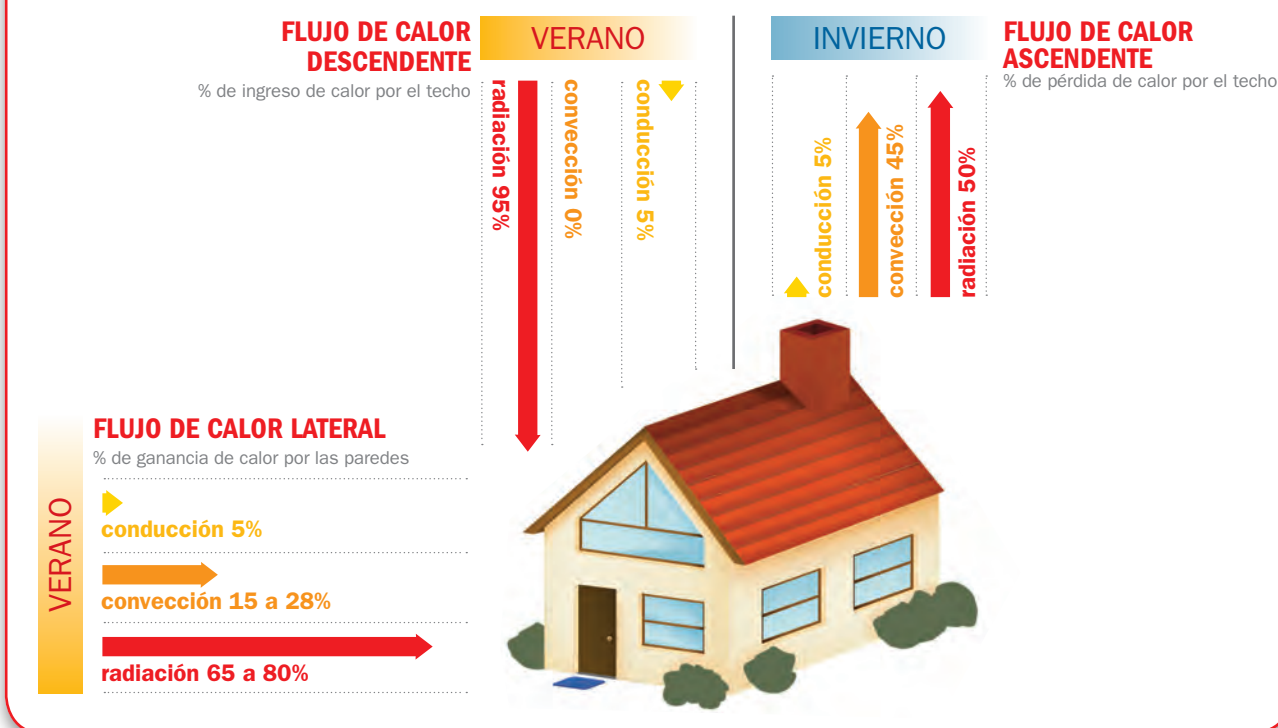 FLUJO DE CALOR
DESCENDENTE
% de ingreso de calor por el techo
VERANO
radiación 95%
convección 0%
conducción 5%
INVIERNO
FLUJO DE CALOR
ASCENDENTE
% de pérdida de calor por el techo
conducción 5%
convección 45%
radiación 50%
VERANO
FLUJO DE CALOR LATERAL
% de ganancia de calor por las paredes
conducción 5%
convección 15 a 28%
radiación 65 a 80%